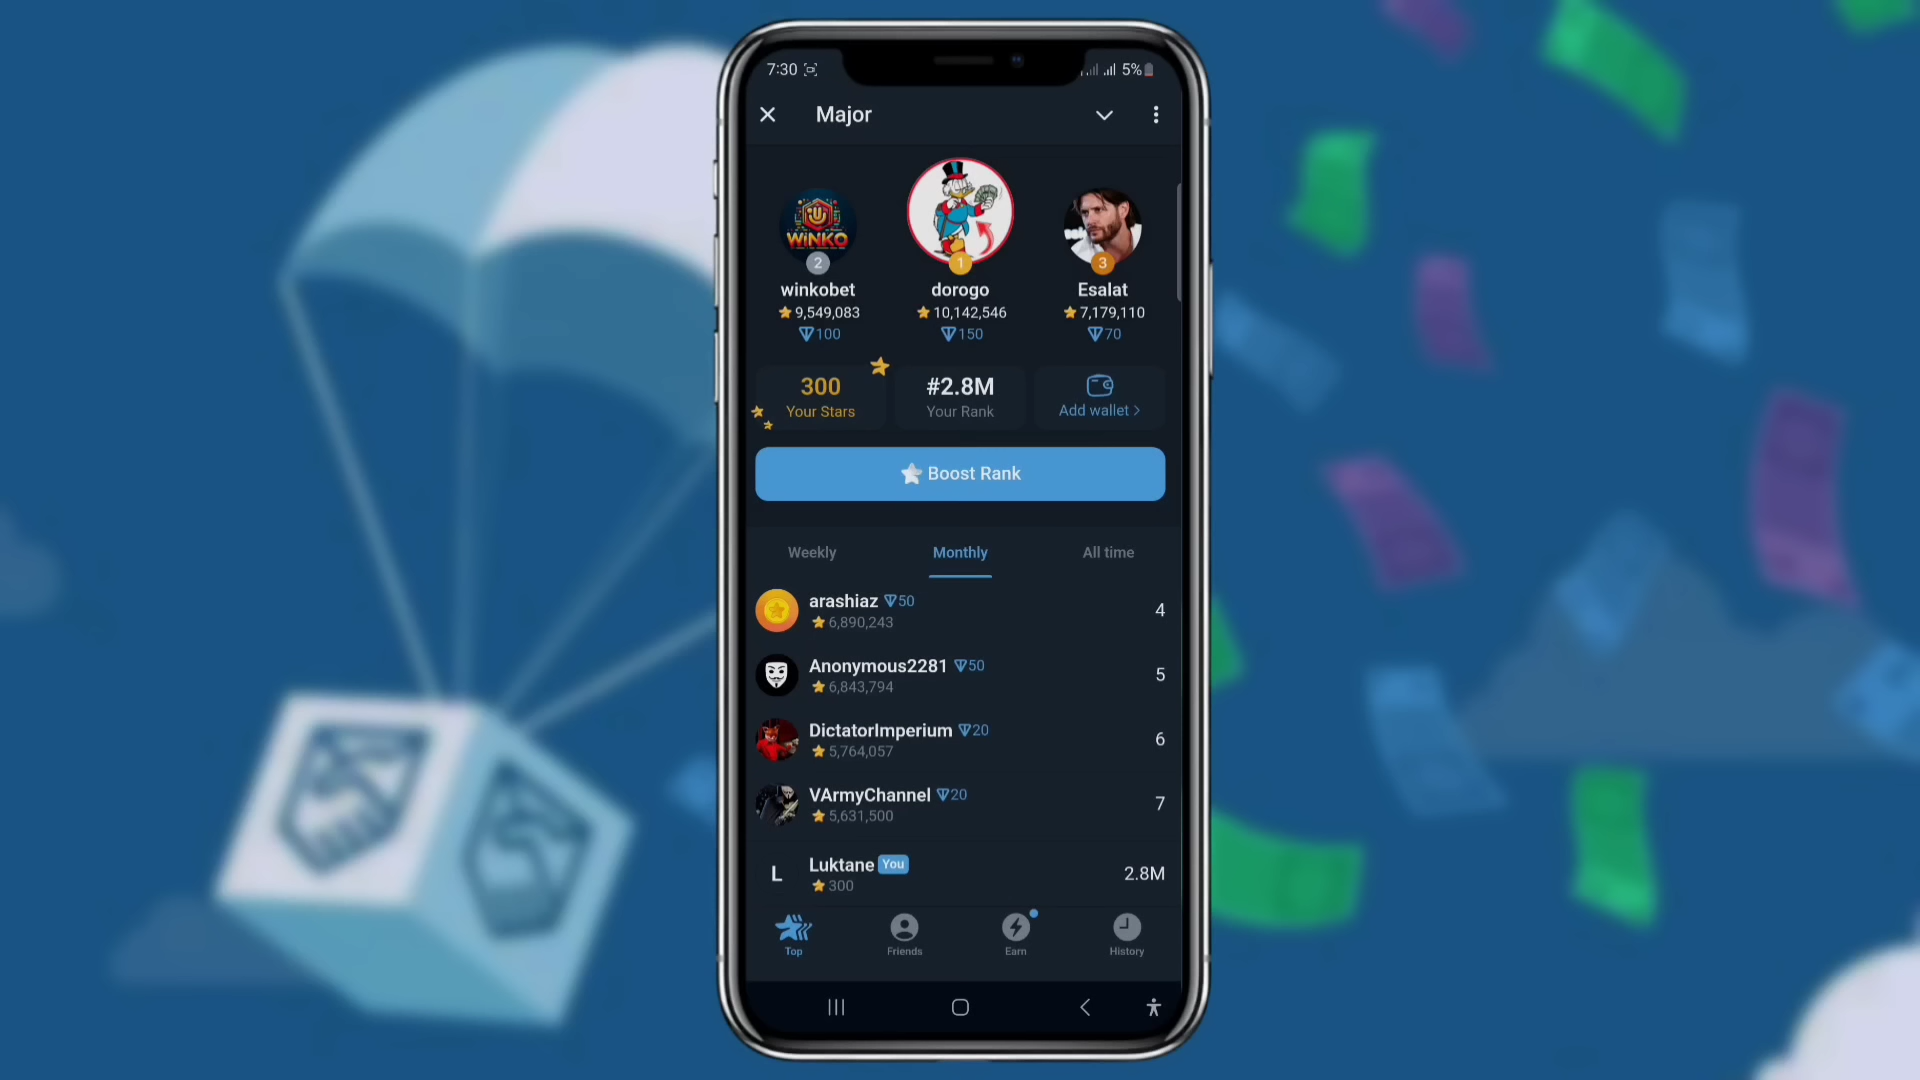 7:30
5%
Major
WINKO
2
1
3
winkobet
dorogo
Esalat
9,549,083
10,142,546
7,179,110
100
150
70
300
#2.8M
Your Stars
Your Rank
Add wallet >
Boost Rank
Weekly
Monthly
All time
arashiaz 50
6,890,243
4
Anonymous2281 50
6,843,794
5
DictatorImperium 20
5,764,057
6
VArmyChannel 20
5,631,500
7
L
Luktane You
300
2.8M
Top
Friends
Earn
History